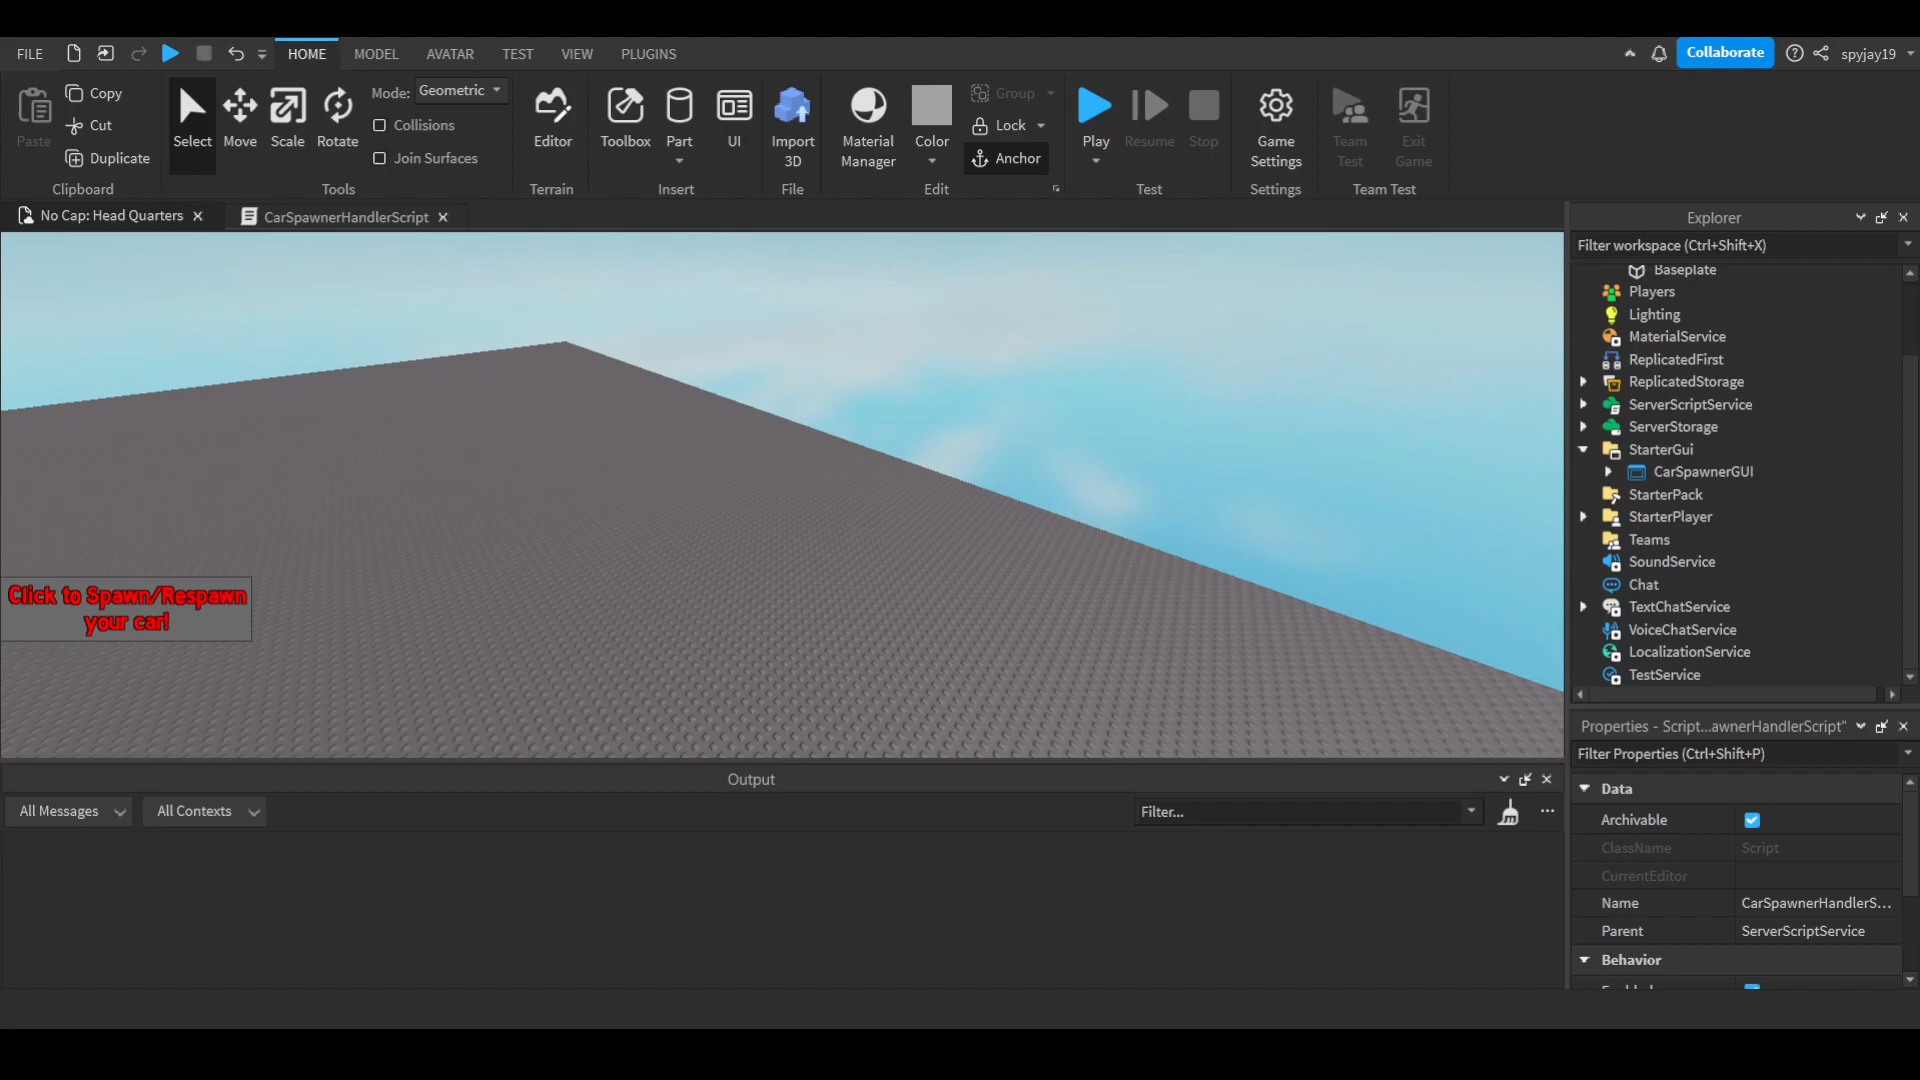 FILE HOME MODEL AVATAR TEST VIEW PLUGINS Collaborate spyjay19
Paste Copy Cut Duplicate Clipboard
Select Move Scale Rotate Mode: Geometric Collisions Join Surfaces Tools
Editor Terrain
Toolbox Part UI Insert
Import 3D File
Material Manager Color Group Lock Anchor Edit
Play Resume Stop Test
Game Settings Settings
Team Test Exit Game Team Test
No Cap: Head Quarters CarSpawnerHandlerScript
Click to Spawn/Respawn
your car!
Explorer
Filter workspace (Ctrl+Shift+X)
Baseplate
Players
Lighting
MaterialService
ReplicatedFirst
ReplicatedStorage
ServerScriptService
ServerStorage
StarterGui
CarSpawnerGUI
StarterPack
StarterPlayer
Teams
SoundService
Chat
TextChatService
VoiceChatService
LocalizationService
TestService
Properties - Script...awnerHandlerScript"
Filter Properties (Ctrl+Shift+P)
Data
Archivable
ClassName Script
CurrentEditor
Name CarSpawnerHandlerS...
Parent ServerScriptService
Behavior
Output
All Messages All Contexts Filter...